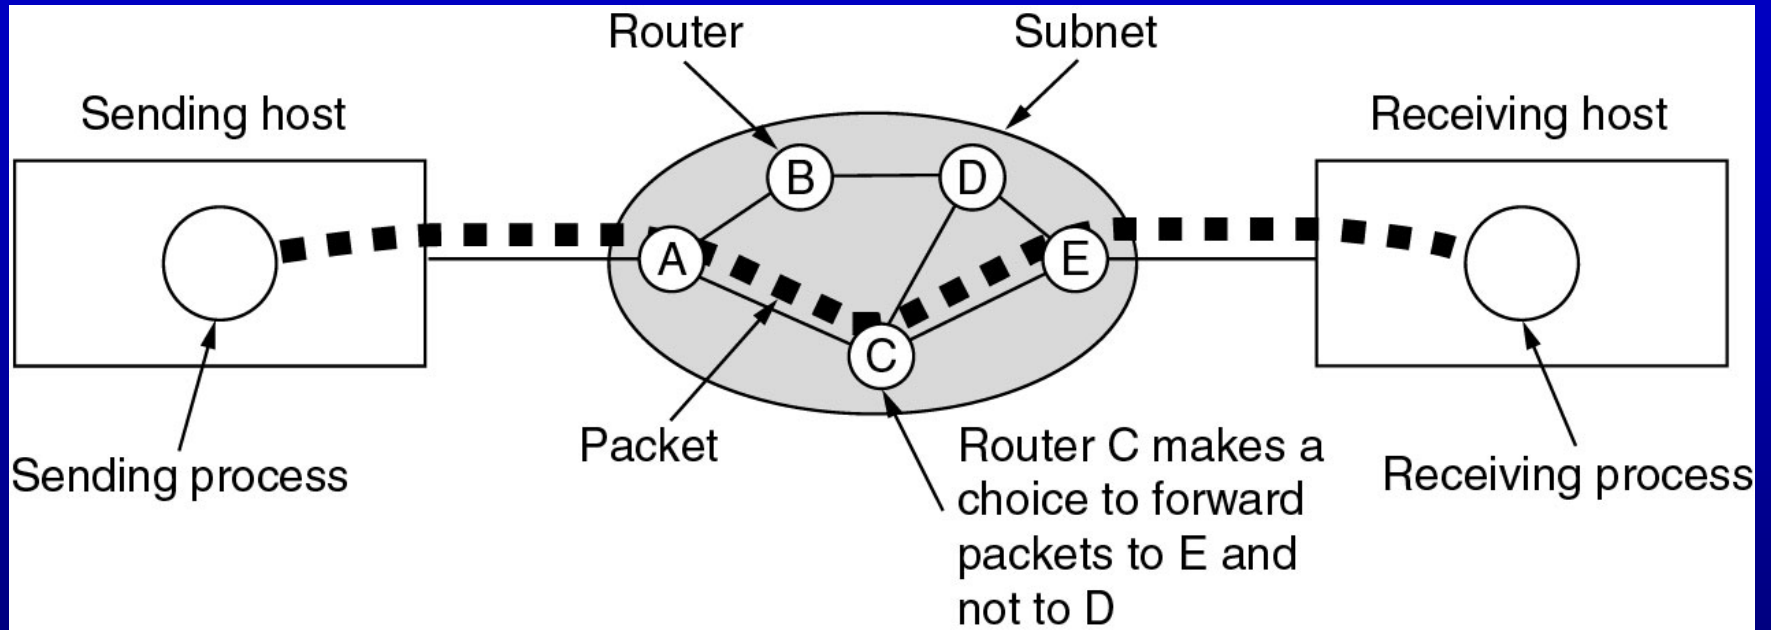 Router
Subnet
Sending host
Receiving host
B
D
A
E
C
Packet
Router C makes a
choice to forward
packets to E and
not to D
Sending process
Receiving process